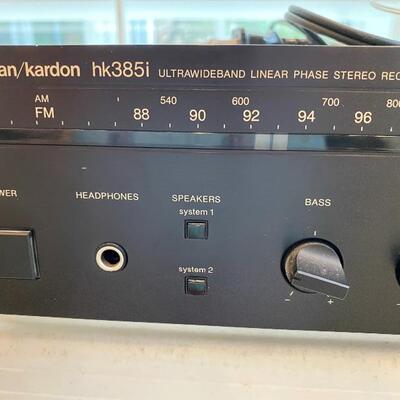 an/kardon hk385i ULTRAWIDEBAND LINEAR PHASE STEREO REC
AM 540 600 700 800
FM 88 90 92 94 96
WER HEADPHONES SPEAKERS BASS
system 1
system 2
- +